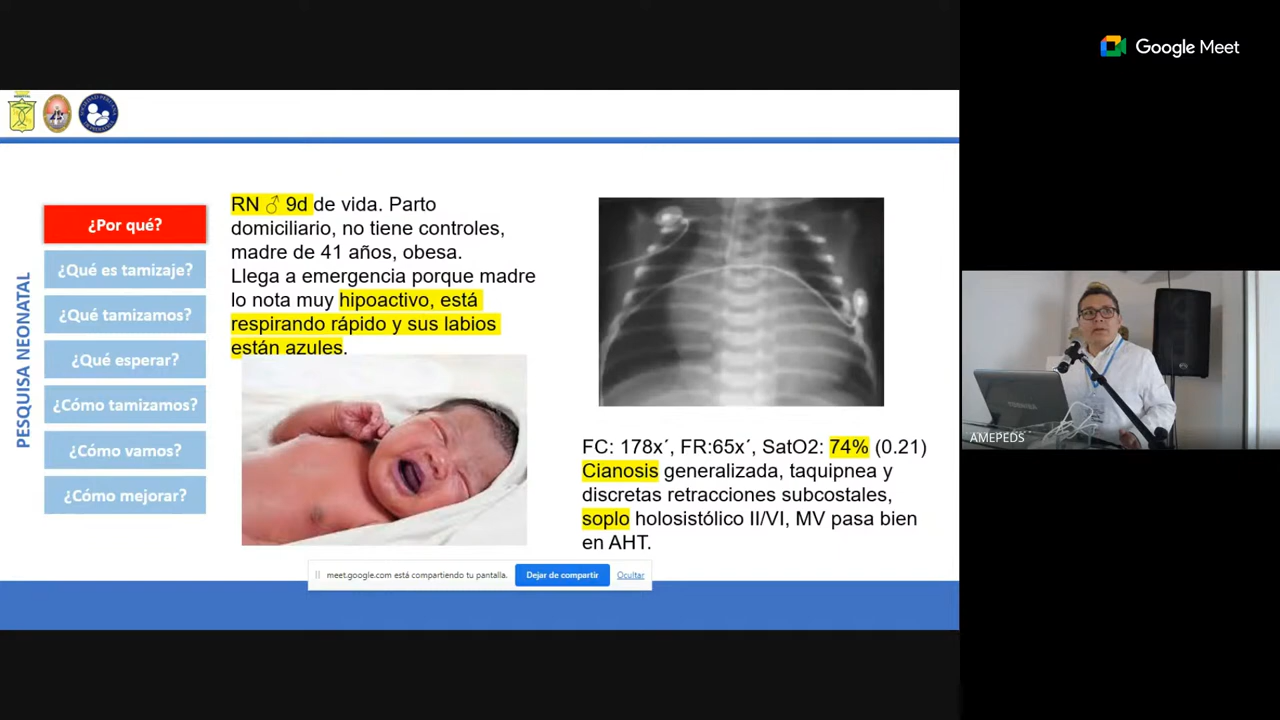 Google Meet
PESQUISA NEONATAL
¿Por qué?
¿Qué es tamizaje?
¿Qué tamizamos?
¿Qué esperar?
¿Cómo tamizamos?
¿Cómo vamos?
¿Cómo mejorar?
RN ♂ 9d de vida. Parto
domiciliario, no tiene controles,
madre de 41 años, obesa.
Llega a emergencia porque madre
lo nota muy hipoactivo, está
respirando rápido y sus labios
están azules.
FC: 178x´, FR:65x´, SatO2: 74% (0.21)
Cianosis generalizada, taquipnea y
discretas retracciones subcostales,
soplo holosistólico II/VI, MV pasa bien
en AHT.
meet.google.com está compartiendo tu pantalla.
Dejar de compartir
Ocultar
AMEPEDS